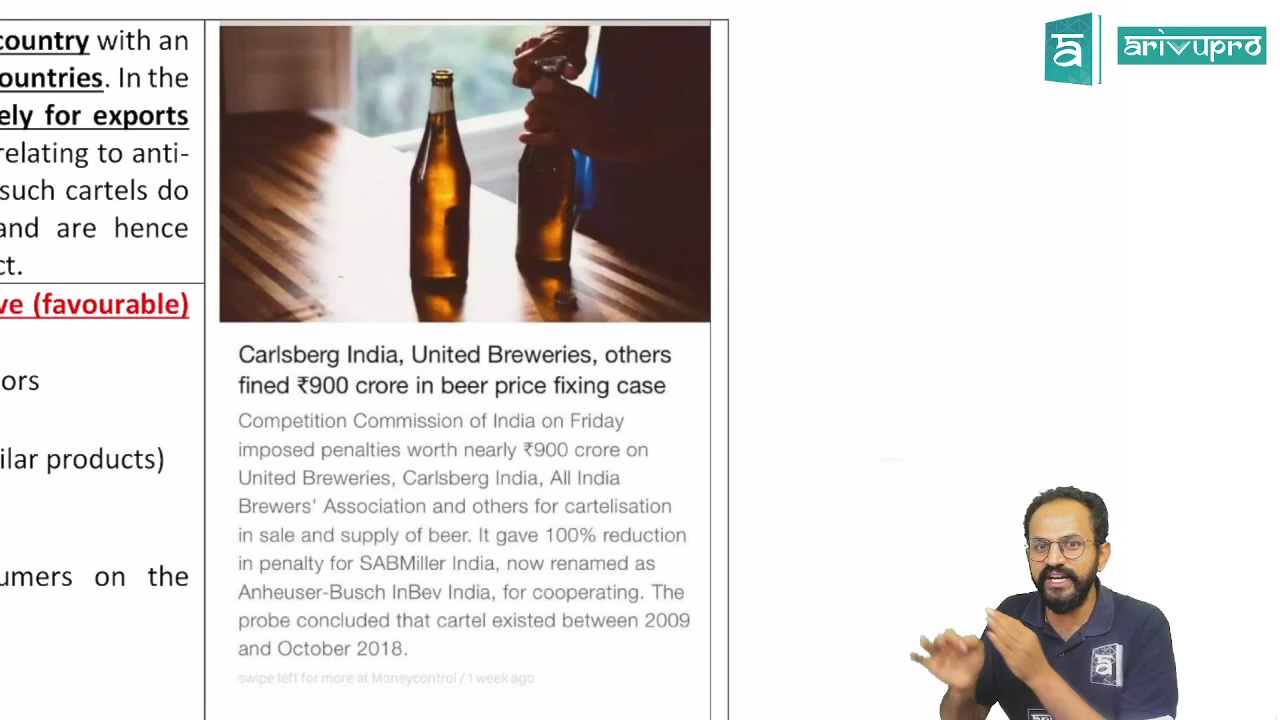 country with an
ountries. In the
ely for exports
relating to anti-
such cartels do
and are hence
ct.
ve (favourable)
ors
ilar products)
umers on the
Carlsberg India, United Breweries, others
fined ₹900 crore in beer price fixing case
Competition Commission of India on Friday
imposed penalties worth nearly ₹900 crore on
United Breweries, Carlsberg India, All India
Brewers' Association and others for cartelisation
in sale and supply of beer. It gave 100% reduction
in penalty for SABMiller India, now renamed as
Anheuser-Busch InBev India, for cooperating. The
probe concluded that cartel existed between 2009
and October 2018.
swipe left for more at Moneycontrol / 1 week ago
arivupro